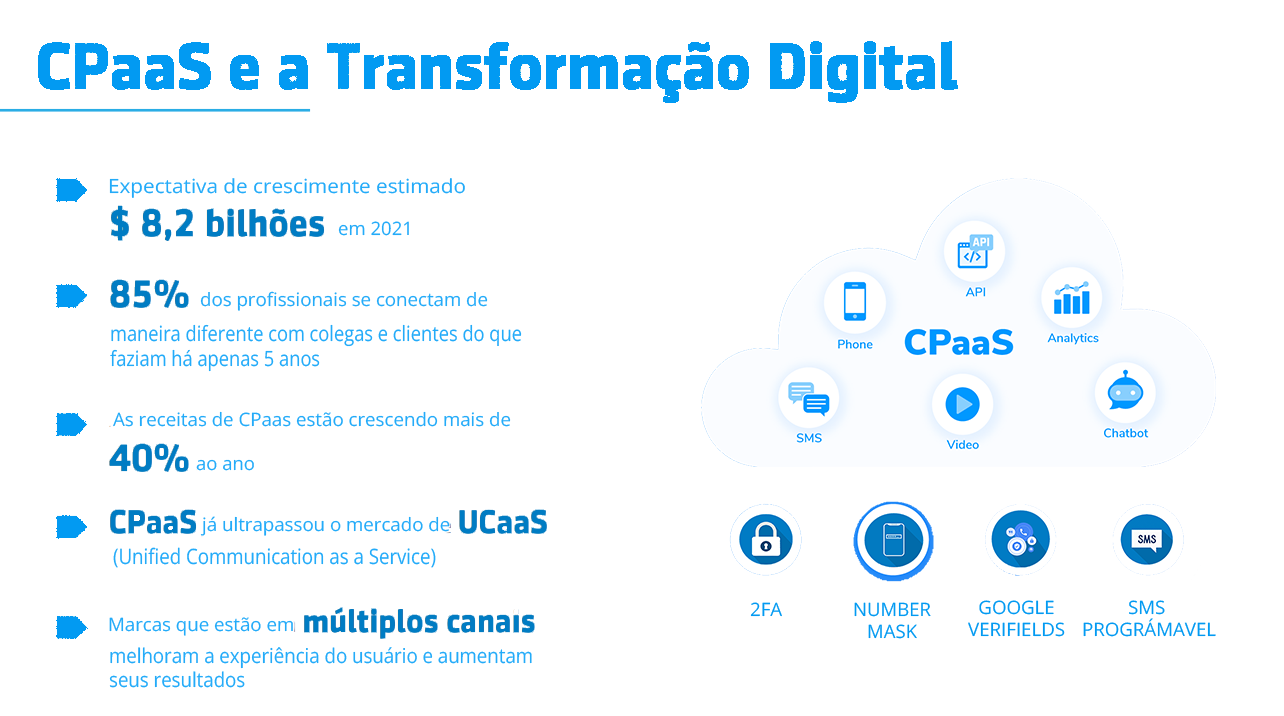 CPaaS e a Transformação Digital
Expectativa de crescimente estimado
$ 8,2 bilhões em 2021
85% dos profissionais se conectam de
maneira diferente com colegas e clientes do que
faziam há apenas 5 anos
As receitas de CPaas estão crescendo mais de
40% ao ano
CPaaS já ultrapassou o mercado de UCaaS
(Unified Communication as a Service)
Marcas que estão em múltiplos canais
melhoram a experiência do usuário e aumentam
seus resultados
API
API
Phone
CPaaS
Analytics
SMS
Video
Chatbot
SMS
2FA
NUMBER
MASK
GOOGLE
VERIFIELDS
SMS
PROGRÁMAVEL